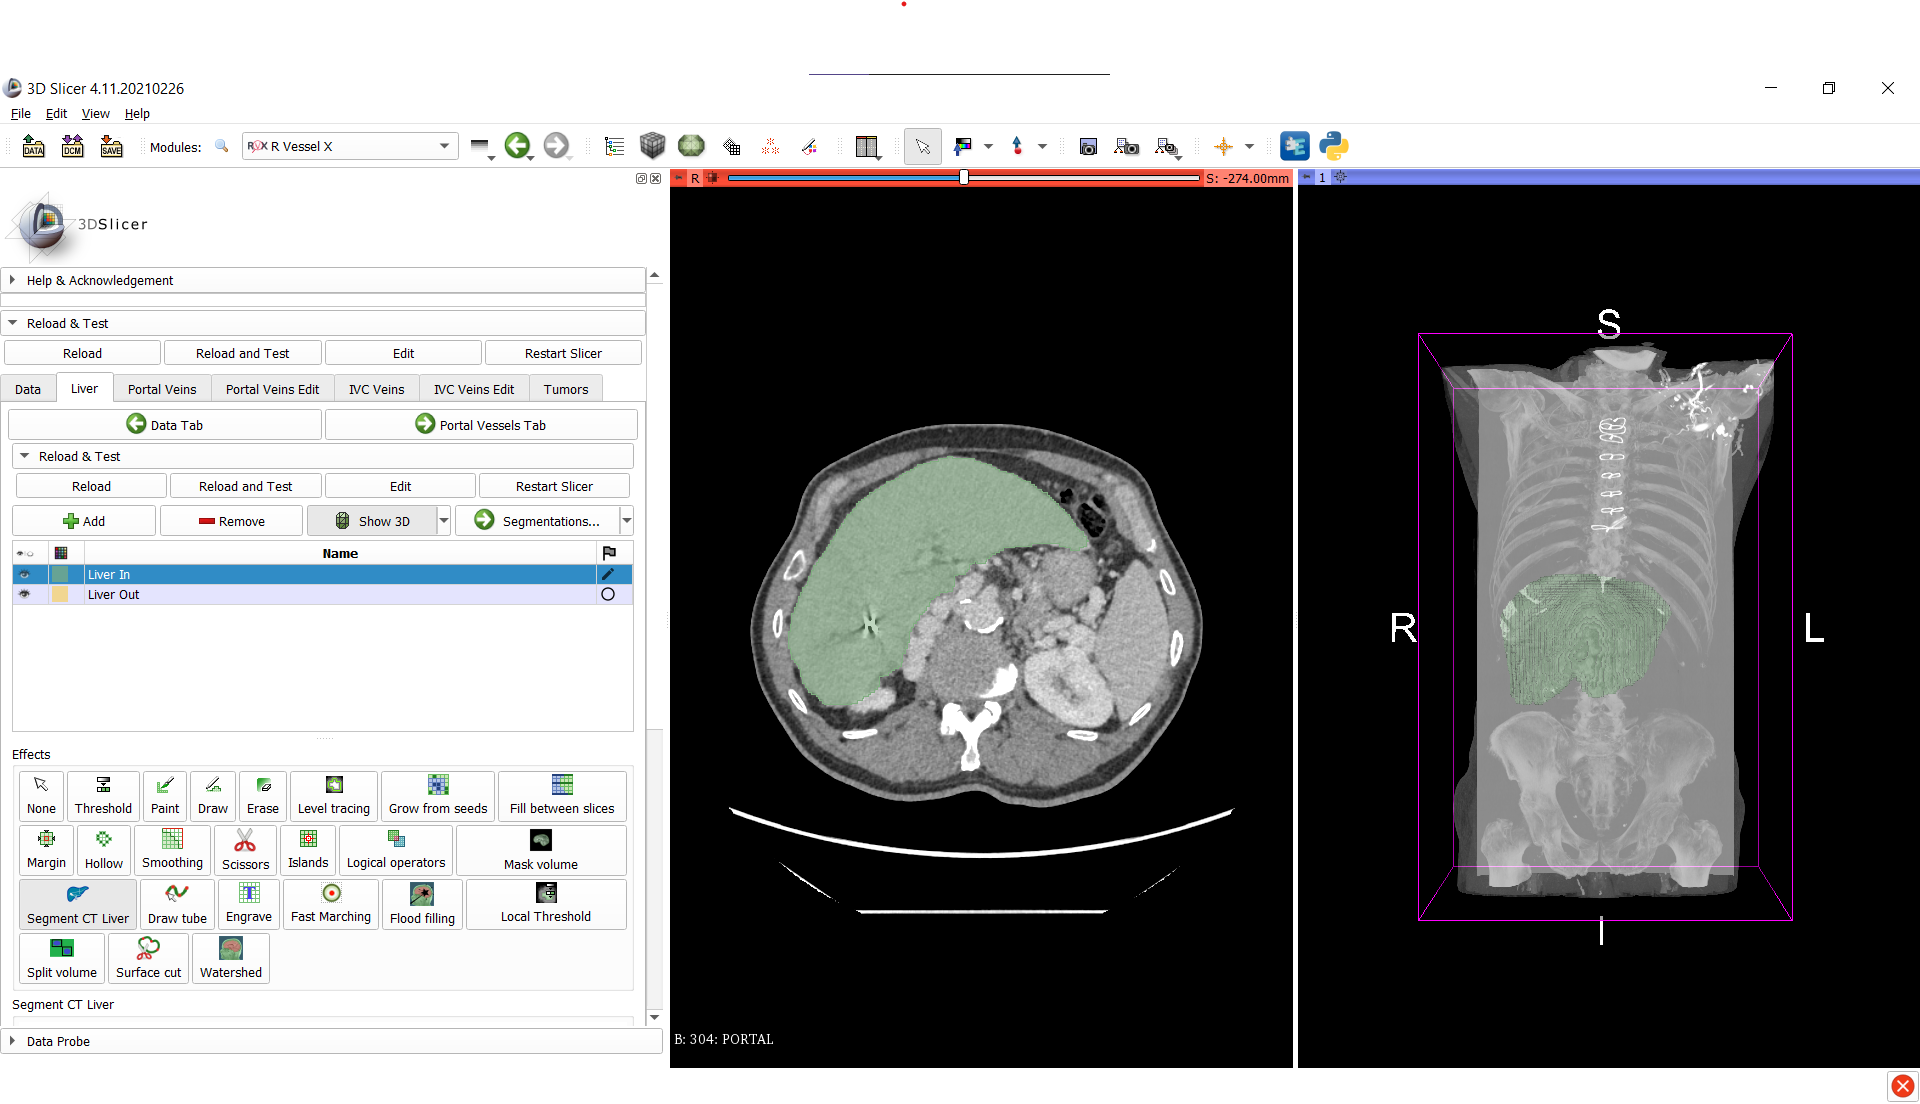 3D Slicer 4.11.20210226
File Edit View Help
DATA DCM SAVE Modules: R Vessel X
R S: -274.00mm 1
3DSlicer
Help & Acknowledgement
Reload & Test
Reload Reload and Test Edit Restart Slicer
Data Liver Portal Veins Portal Veins Edit IVC Veins IVC Veins Edit Tumors
Data Tab Portal Vessels Tab
Reload & Test
Reload Reload and Test Edit Restart Slicer
Add Remove Show 3D Segmentations...
Name
Liver In
Liver Out
Effects
None Threshold Paint Draw Erase Level tracing Grow from seeds Fill between slices
Margin Hollow Smoothing Scissors Islands Logical operators Mask volume
Segment CT Liver Draw tube Engrave Fast Marching Flood filling Local Threshold
Split volume Surface cut Watershed
Segment CT Liver
Data Probe
B: 304: PORTAL
S
R L
I